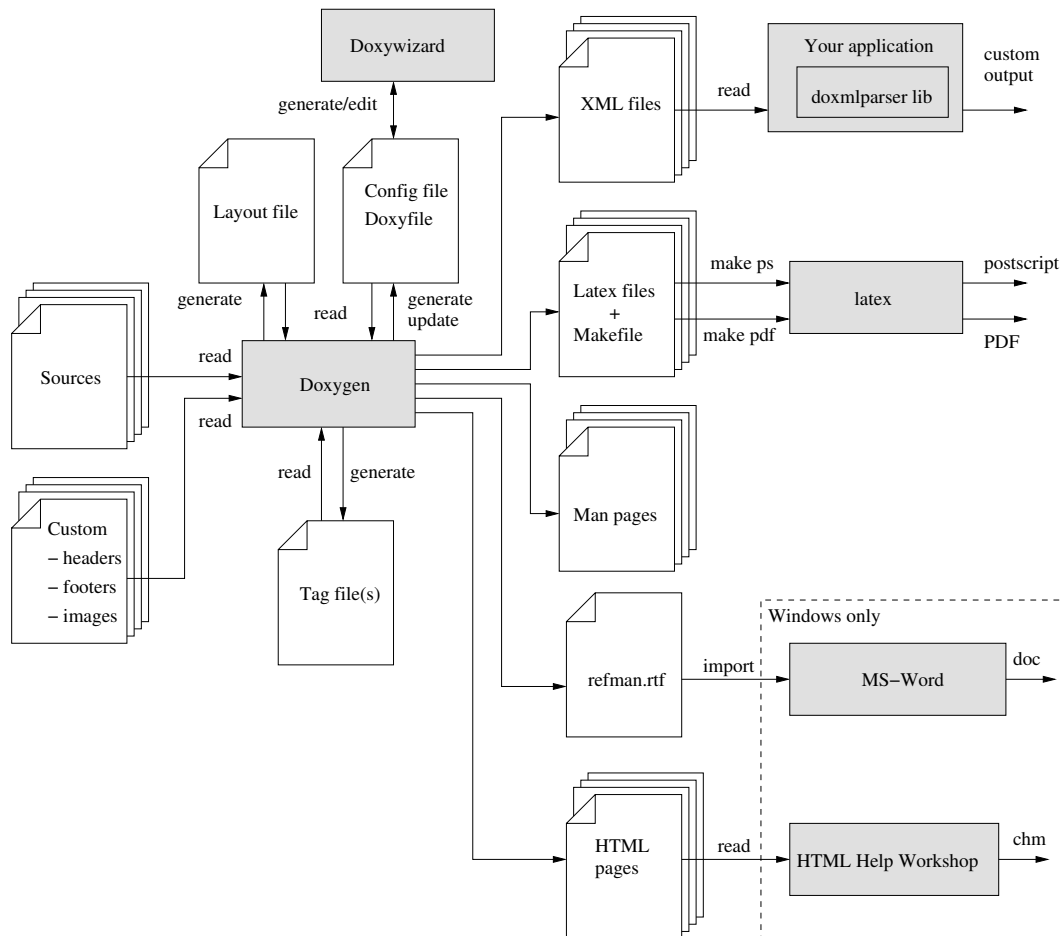 Doxywizard
generate/edit
Layout file
Config file
Doxyfile
generate
read
generate
update
Sources
read
Doxygen
read
Custom
– headers
– footers
– images
read
generate
Tag file(s)
XML files
read
Your application
doxmlparser lib
custom
output
Latex files
+
Makefile
make ps
make pdf
latex
postscript
PDF
Man pages
refman.rtf
import
Windows only
MS–Word
doc
HTML
pages
read
HTML Help Workshop
chm